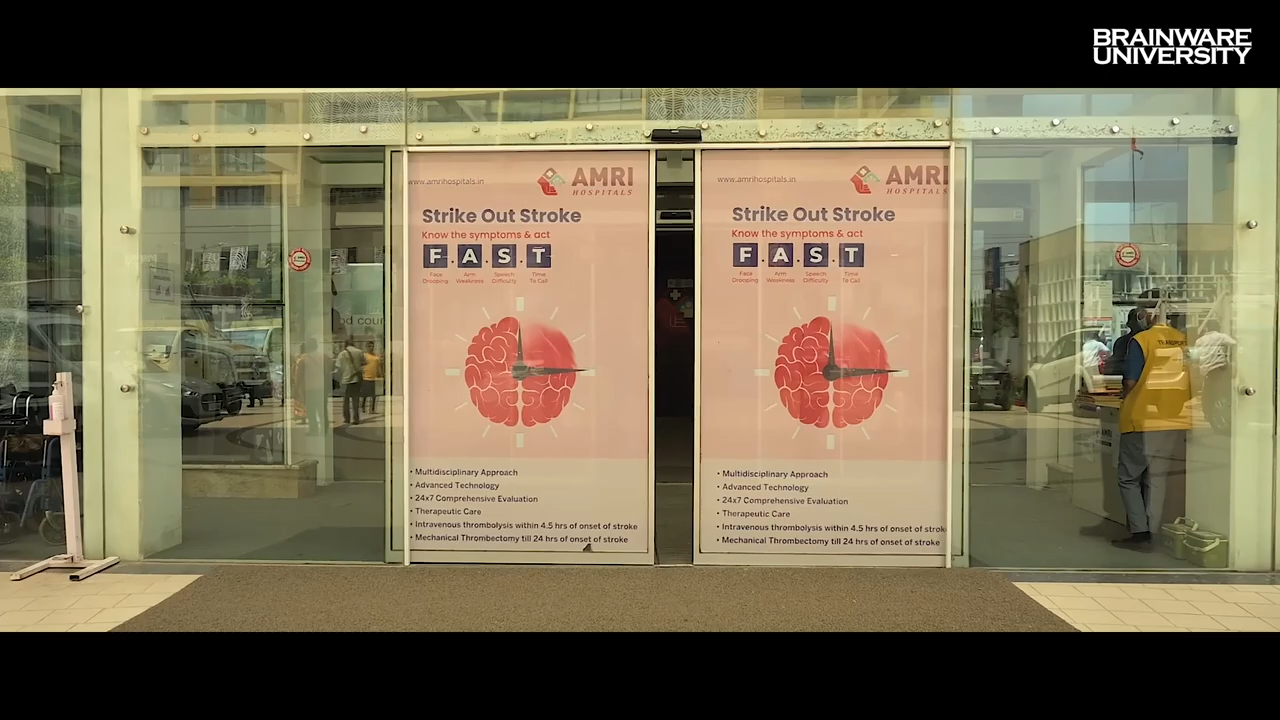 BRAINWARE
UNIVERSITY
www.amrihospitals.in
AMRI
HOSPITALS
Strike Out Stroke
Know the symptoms & act
F.A.S.T
Face Drooping
Arm Weakness
Speech Difficulty
Time To Call
• Multidisciplinary Approach
• Advanced Technology
• 24x7 Comprehensive Evaluation
• Therapeutic Care
• Intravenous thrombolysis within 4.5 hrs of onset of stroke
• Mechanical Thrombectomy till 24 hrs of onset of stroke
www.amrihospitals.in
AMRI
HOSPITALS
Strike Out Stroke
Know the symptoms & act
F.A.S.T
Face Drooping
Arm Weakness
Speech Difficulty
Time To Call
• Multidisciplinary Approach
• Advanced Technology
• 24x7 Comprehensive Evaluation
• Therapeutic Care
• Intravenous thrombolysis within 4.5 hrs of onset of stroke
• Mechanical Thrombectomy till 24 hrs of onset of stroke
AMRI